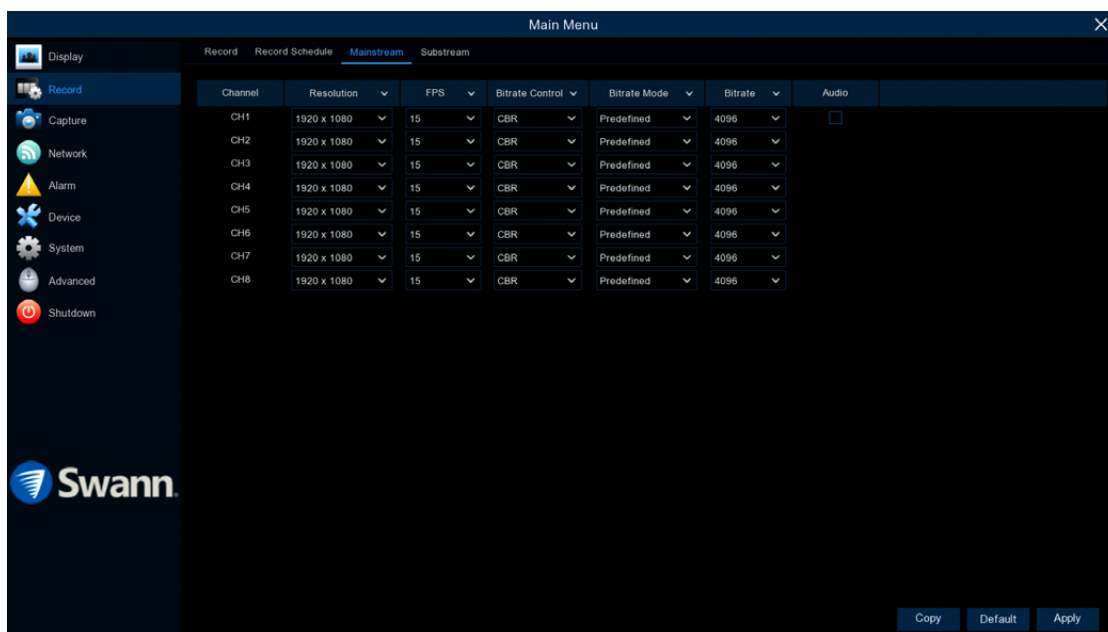 Main Menu
Display
Record
Capture
Network
Alarm
Device
System
Advanced
Shutdown
Swann.
Record Record Schedule Mainstream Substream
Channel Resolution FPS Bitrate Control Bitrate Mode Bitrate Audio
CH1 1920 x 1080 15 CBR Predefined 4096
CH2 1920 x 1080 15 CBR Predefined 4096
CH3 1920 x 1080 15 CBR Predefined 4096
CH4 1920 x 1080 15 CBR Predefined 4096
CH5 1920 x 1080 15 CBR Predefined 4096
CH6 1920 x 1080 15 CBR Predefined 4096
CH7 1920 x 1080 15 CBR Predefined 4096
CH8 1920 x 1080 15 CBR Predefined 4096
Copy Default Apply